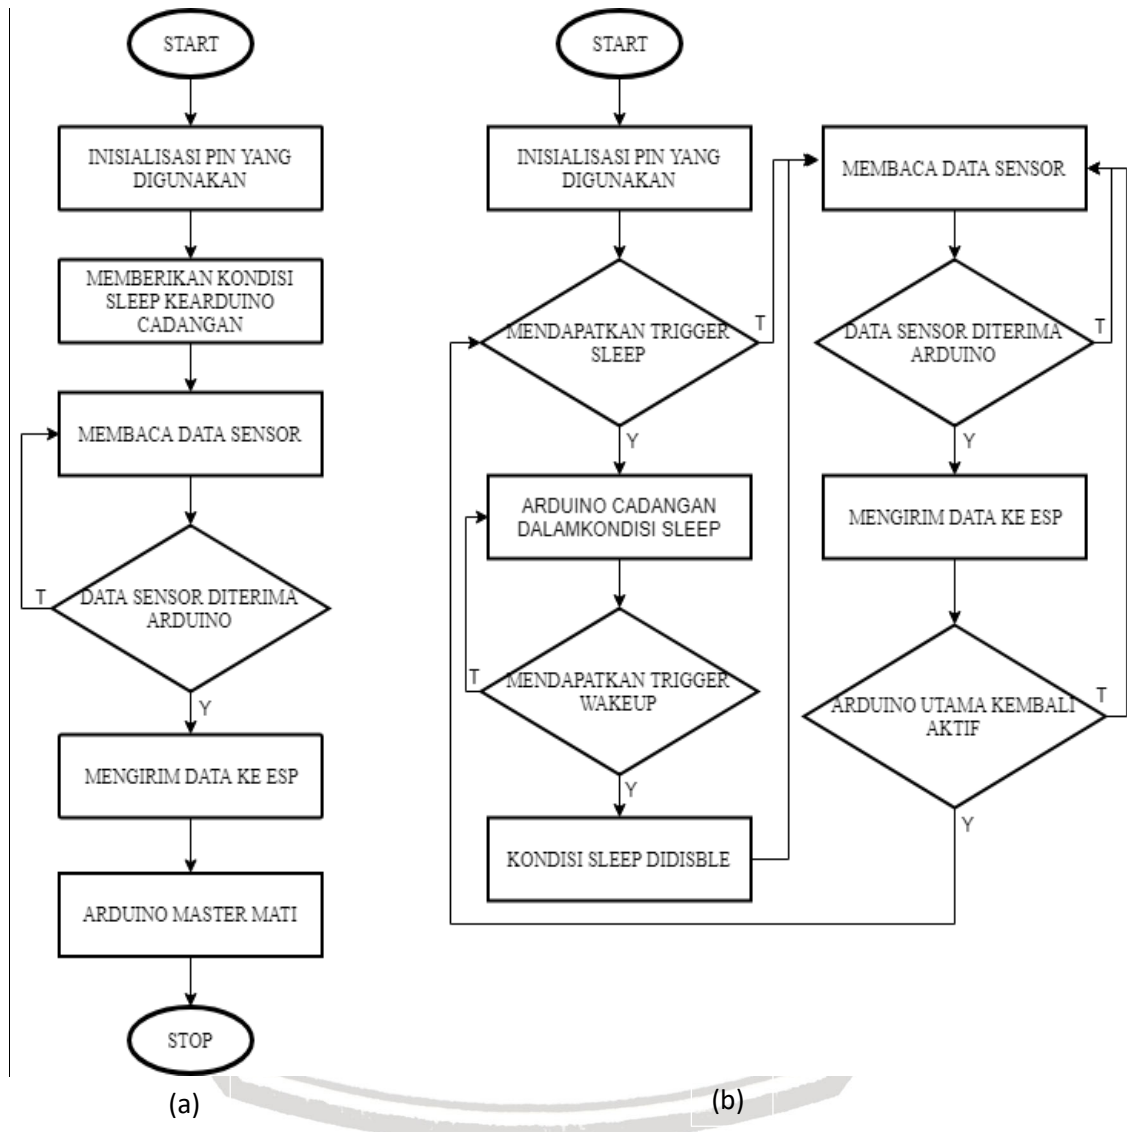 START
INISIALISASI PIN YANG
DIGUNAKAN
MEMBERIKAN KONDISI
SLEEP KEARDUINO
CADANGAN
MEMBACA DATA SENSOR
DATA SENSOR DITERIMA
ARDUINO
T
Y
MENGIRIM DATA KE ESP
ARDUINO MASTER MATI
STOP
(a)
START
INISIALISASI PIN YANG
DIGUNAKAN
MENDAPATKAN TRIGGER
SLEEP
T
Y
ARDUINO CADANGAN
DALAMKONDISI SLEEP
MENDAPATKAN TRIGGER
WAKEUP
T
Y
KONDISI SLEEP DIDISBLE
MEMBACA DATA SENSOR
DATA SENSOR DITERIMA
ARDUINO
T
Y
MENGIRIM DATA KE ESP
ARDUINO UTAMA KEMBALI
AKTIF
T
Y
(b)